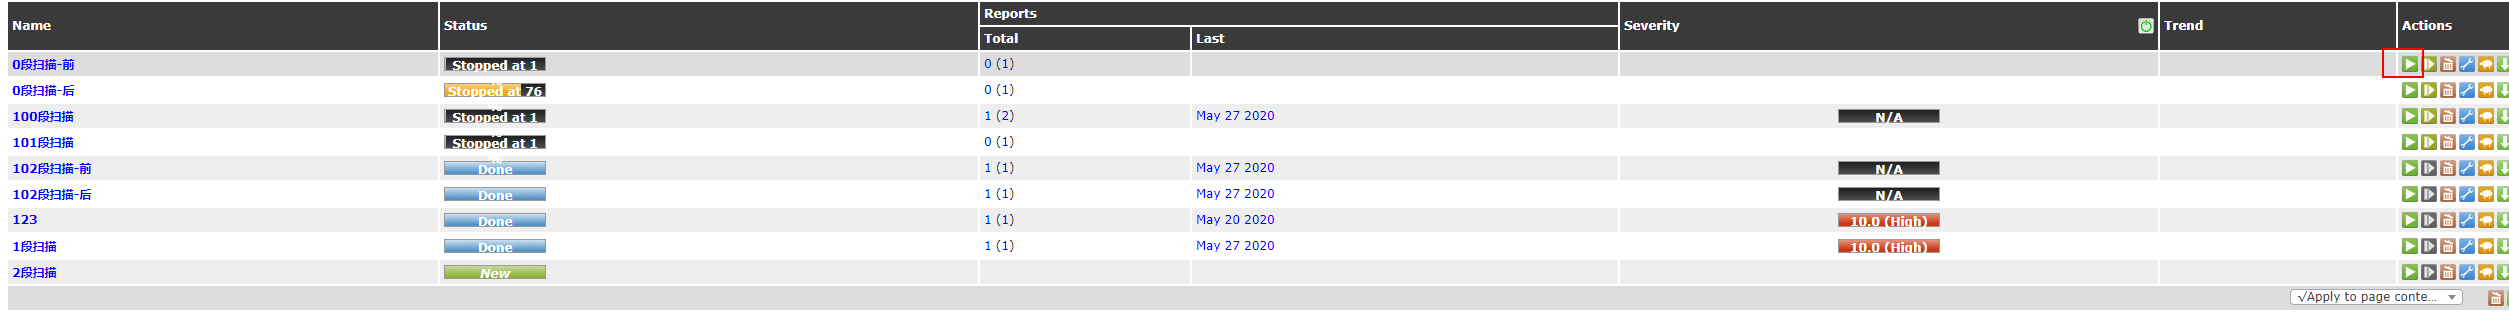 Name Status Reports Severity Trend Actions
Total Last
0段扫描-前 Stopped at 1 % 0 (1)
0段扫描-后 Stopped at 76 % 0 (1)
100段扫描 Stopped at 1 % 1 (2) May 27 2020 N/A
101段扫描 Stopped at 1 % 0 (1)
102段扫描-前 Done 1 (1) May 27 2020 N/A
102段扫描-后 Done 1 (1) May 27 2020 N/A
123 Done 1 (1) May 20 2020 10.0 (High)
1段扫描 Done 1 (1) May 27 2020 10.0 (High)
2段扫描 New
√Apply to page conte...